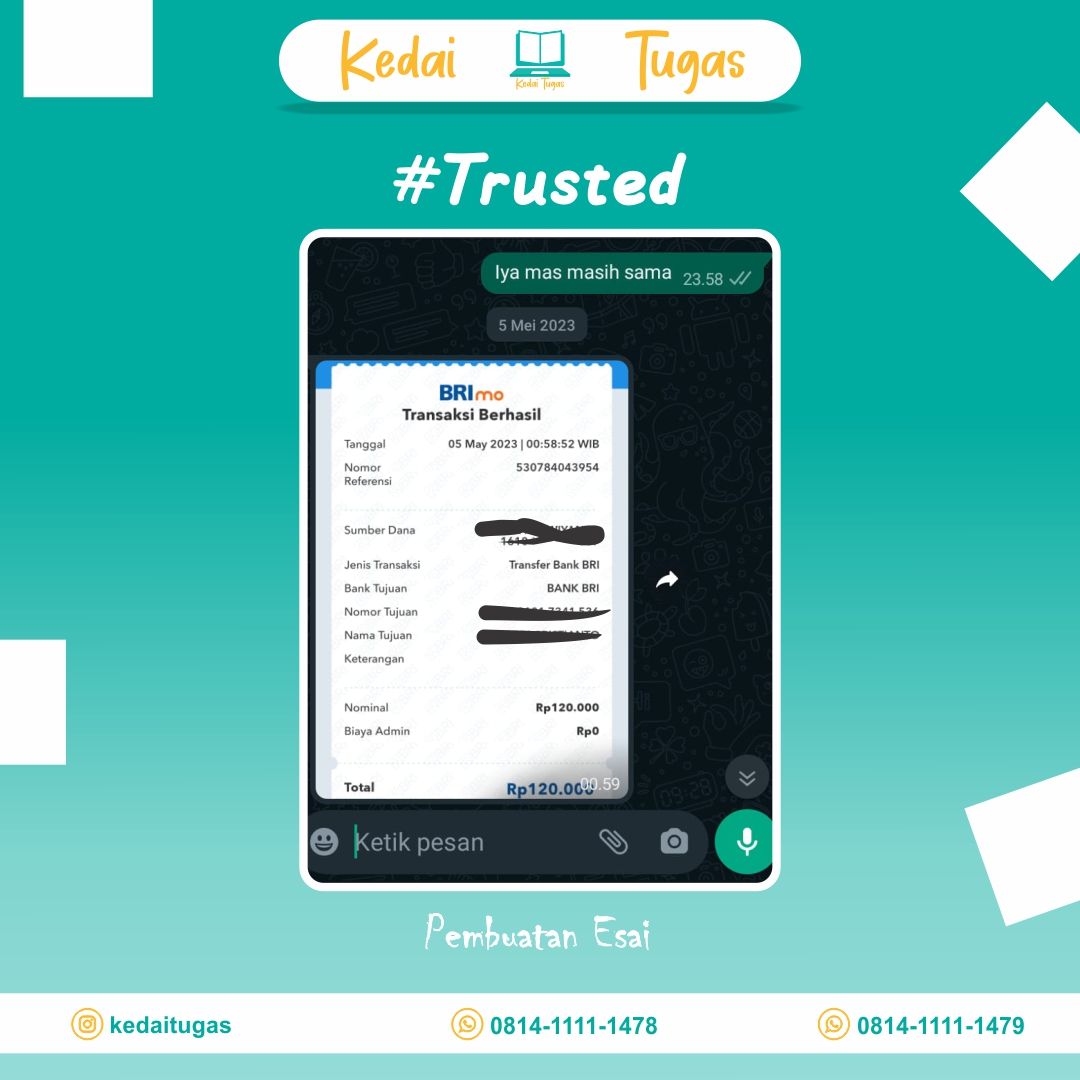 Kedai Tugas
Kedai Tugas
#Trusted
Iya mas masih sama 23.58
5 Mei 2023
BRImo
Transaksi Berhasil
Tanggal 05 May 2023 | 00:58:52 WIB
Nomor Referensi 530784043954
Sumber Dana
Jenis Transaksi Transfer Bank BRI
Bank Tujuan BANK BRI
Nomor Tujuan
Nama Tujuan
Keterangan
Nominal Rp120.000
Biaya Admin Rp0
Total Rp120.000
00.59
Ketik pesan
Pembuatan Esai
kedaitugas 0814-1111-1478 0814-1111-1479